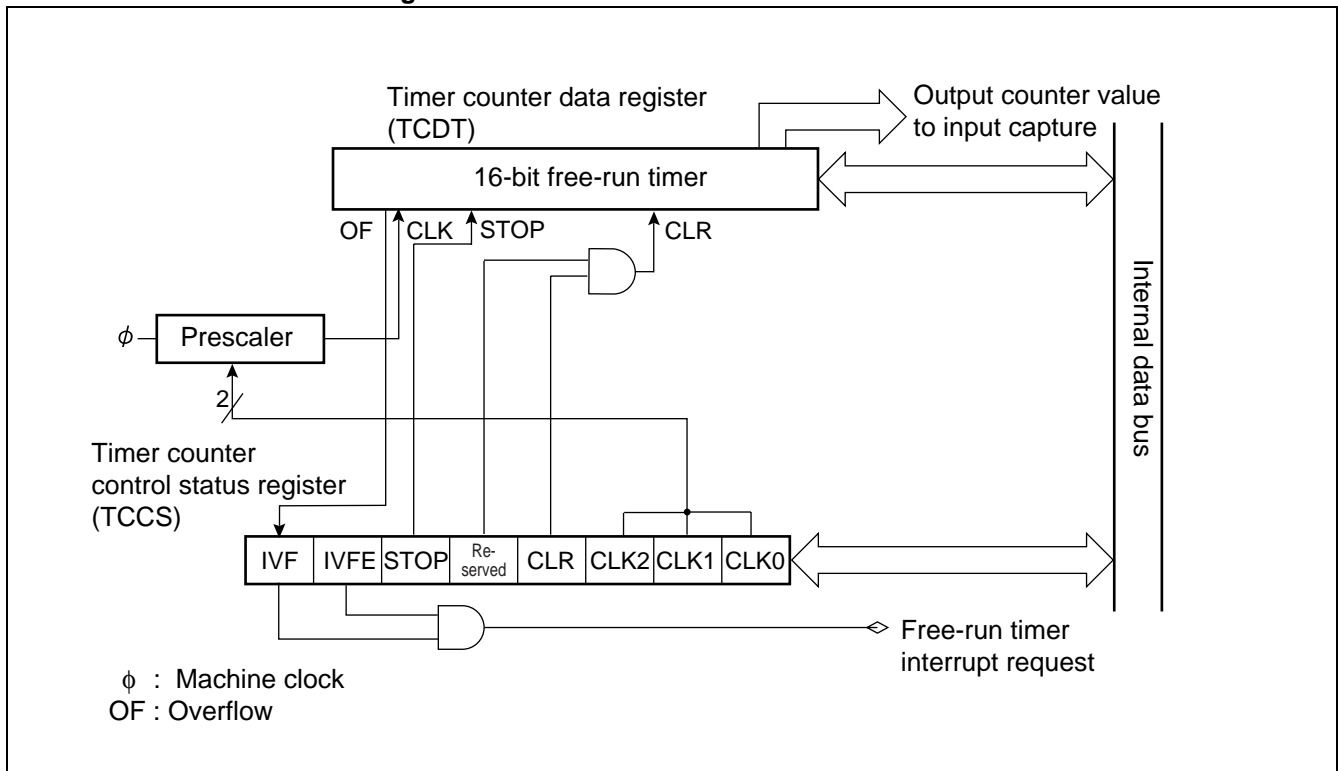 Timer counter data register
(TCDT)
Output counter value
to input capture
16-bit free-run timer
OF
CLK
STOP
CLR
Internal data bus
ϕ
Prescaler
2
Timer counter
control status register
(TCCS)
IVF
IVFE
STOP
Re-
served
CLR
CLK2
CLK1
CLK0
Free-run timer
interrupt request
ϕ : Machine clock
OF : Overflow